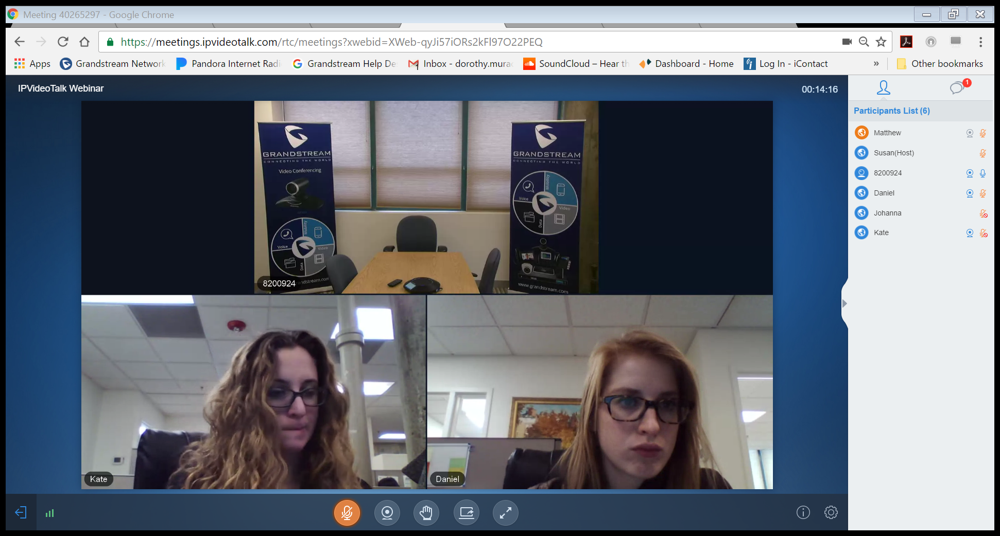 Meeting 40265297 - Google Chrome
https://meetings.ipvideotalk.com/rtc/meetings?xwebid=XWeb-qyJi57iORs2kFl97O22PEQ
Apps
Grandstream Network
Pandora Internet Radi
Grandstream Help De
Inbox - dorothy.mura
SoundCloud – Hear th
Dashboard - Home
Log In - iContact
»
Other bookmarks
IPVideoTalk Webinar
00:14:16
1
Participants List (6)
Matthew
Susan(Host)
8200924
Daniel
Johanna
Kate
GRANDSTREAM
CONNECTING THE WORLD
Video Conferencing
Voice
Mobility
Video
Data
andstream.com
8200924
GRANDSTREAM
CONNECTING THE WORLD
Voice
Mobility
Video
Data
www.grandstream.com
Kate
Daniel